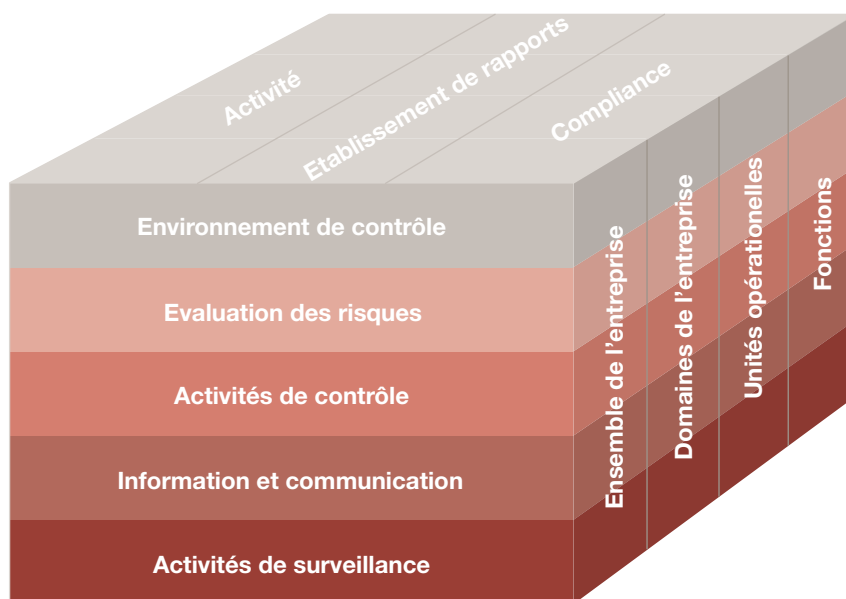 Activité
Etablissement de rapports
Compliance
Environnement de contrôle
Evaluation des risques
Activités de contrôle
Information et communication
Activités de surveillance
Ensemble de l’entreprise
Domaines de l’entreprise
Unités opérationelles
Fonctions